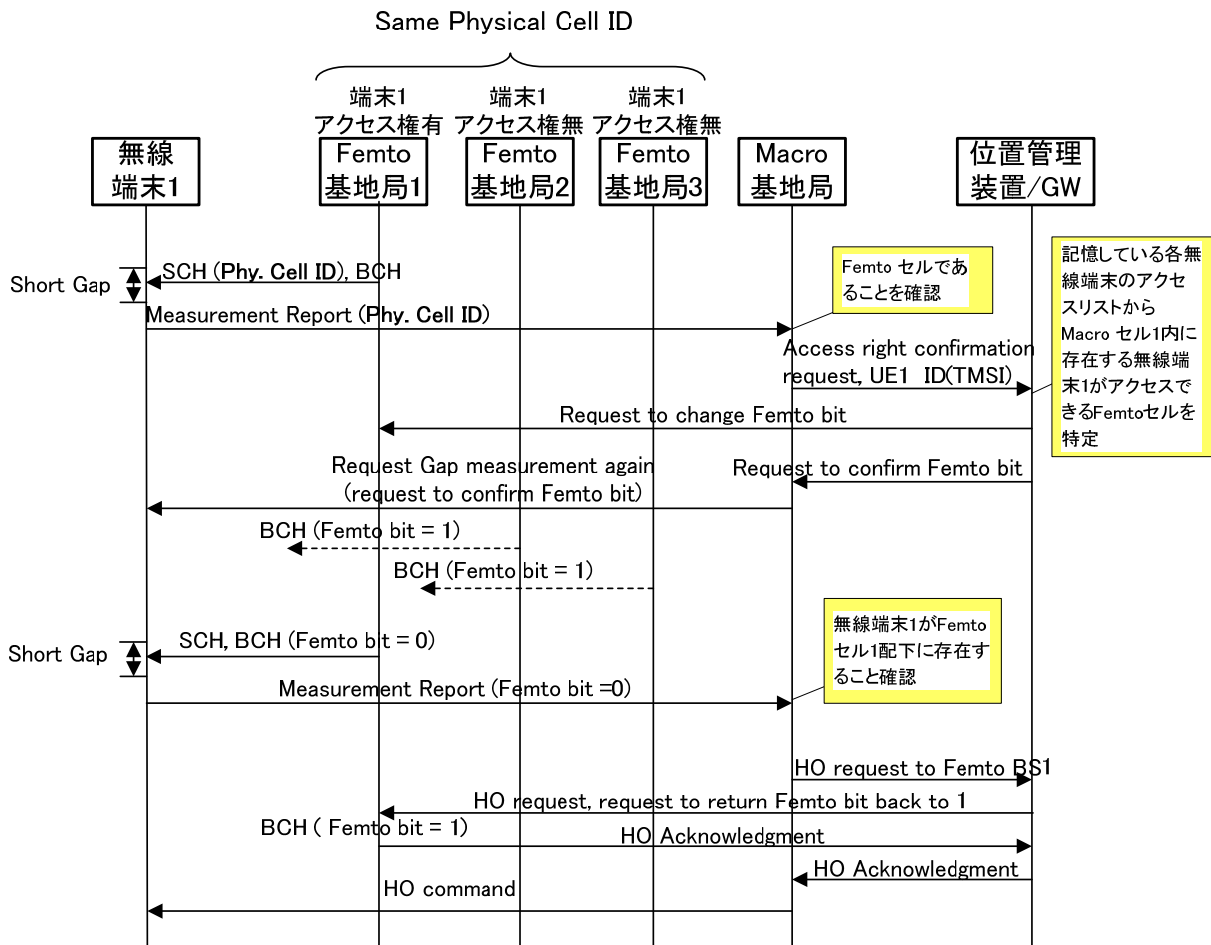 Same Physical Cell ID
端末1
アクセス権有
端末1
アクセス権無
端末1
アクセス権無
無線
端末1
Femto
基地局1
Femto
基地局2
Femto
基地局3
Macro
基地局
位置管理
装置/GW
Short Gap
SCH (Phy. Cell ID), BCH
Femto セルであ
ることを確認
記憶している各無
線端末のアクセ
スリストから
Macro セル1内に
存在する無線端
末1がアクセスで
きるFemtoセルを
特定
Measurement Report (Phy. Cell ID)
Access right confirmation
request, UE1 ID(TMSI)
Request to change Femto bit
Request to confirm Femto bit
Request Gap measurement again
(request to confirm Femto bit)
BCH (Femto bit = 1)
BCH (Femto bit = 1)
Short Gap
SCH, BCH (Femto bit = 0)
無線端末1がFemto
セル1配下に存在す
ること確認
Measurement Report (Femto bit =0)
HO request to Femto BS1
HO request, request to return Femto bit back to 1
BCH ( Femto bit = 1)
HO Acknowledgment
HO Acknowledgment
HO command